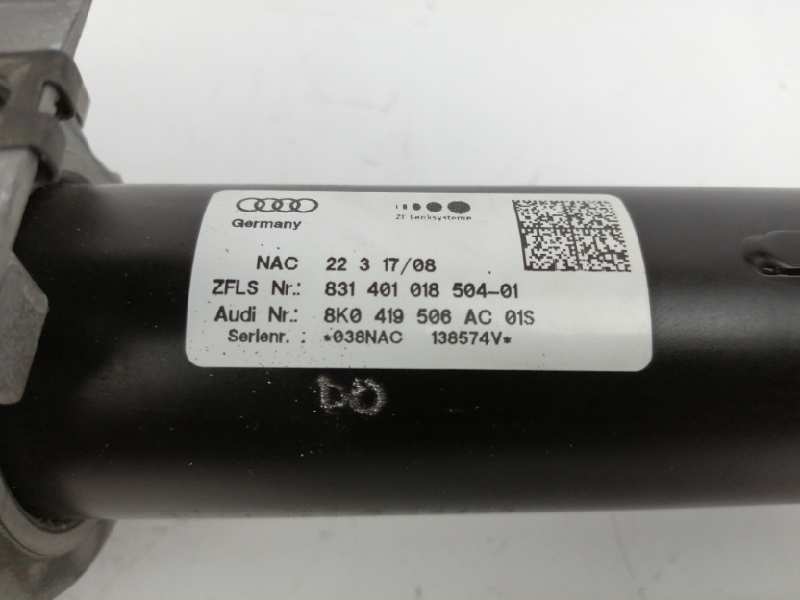 Germany
ZF Lenksysteme
NAC 22 3 17/08
ZFLS Nr.: 831 401 018 504-01
Audi Nr.: 8K0 419 506 AC 01S
Serienr. : *038NAC 138574V*